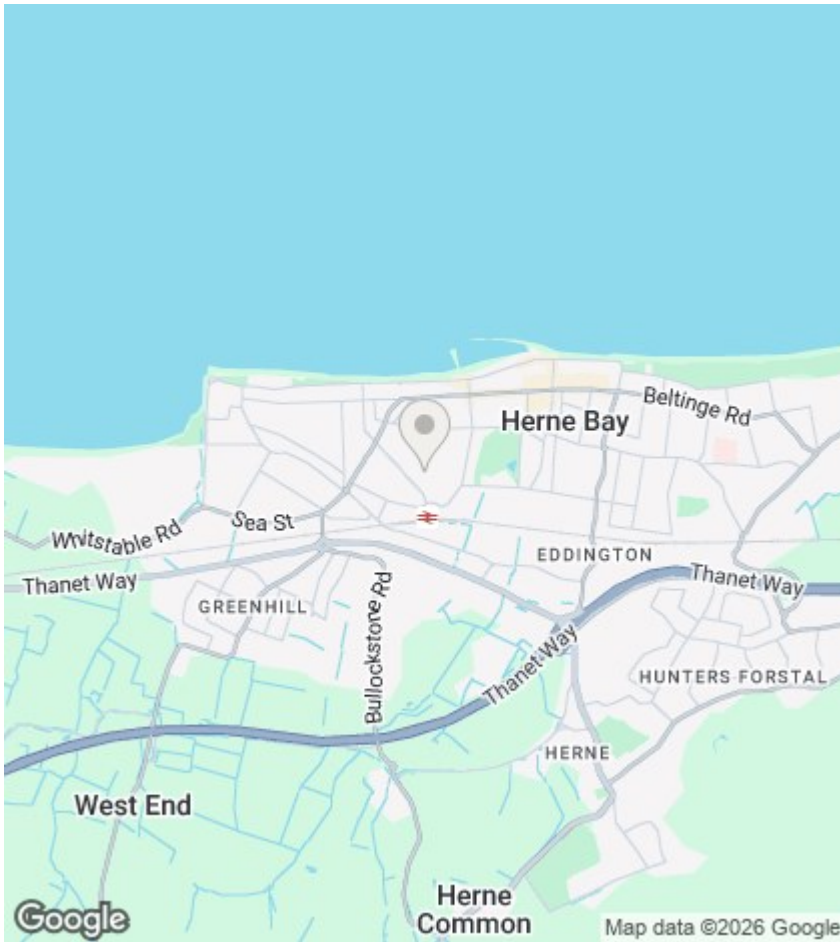 Beltinge Rd
Herne Bay
Sea St
Whitstable Rd
EDDINGTON
Thanet Way
Thanet Way
GREENHILL
Bullockstone Rd
Thanet Way
HUNTERS FORSTAL
HERNE
West End
Herne
Common
Google
Map data ©2026 Google